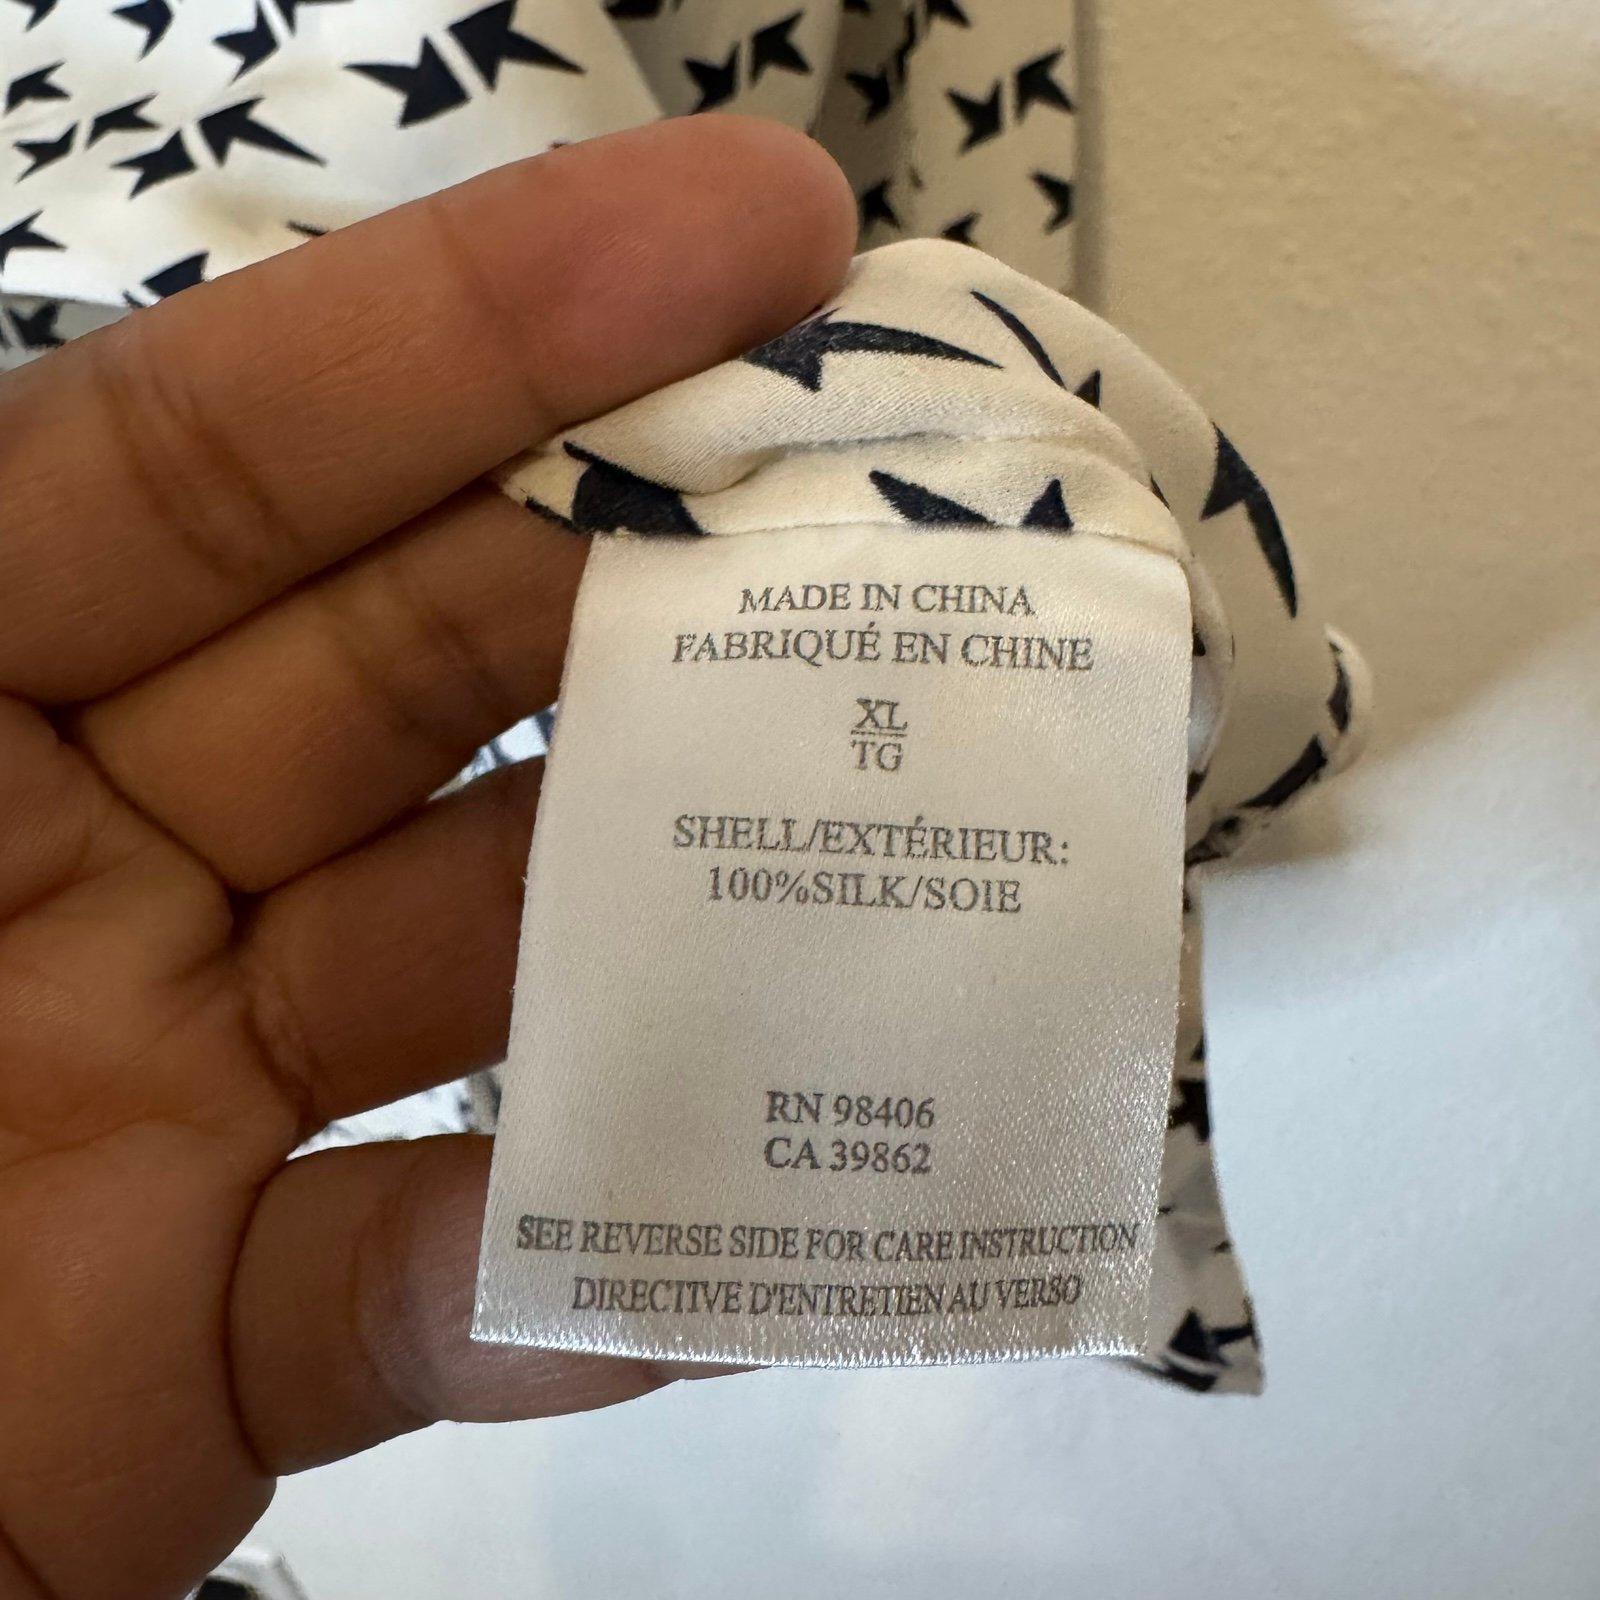 MADE IN CHINA
FABRIQUÉ EN CHINE
XL
TG
SHELL/EXTÉRIEUR:
100%SILK/SOIE
RN 98406
CA 39862
SEE REVERSE SIDE FOR CARE INSTRUCTION
DIRECTIVE D'ENTRETIEN AU VERSO